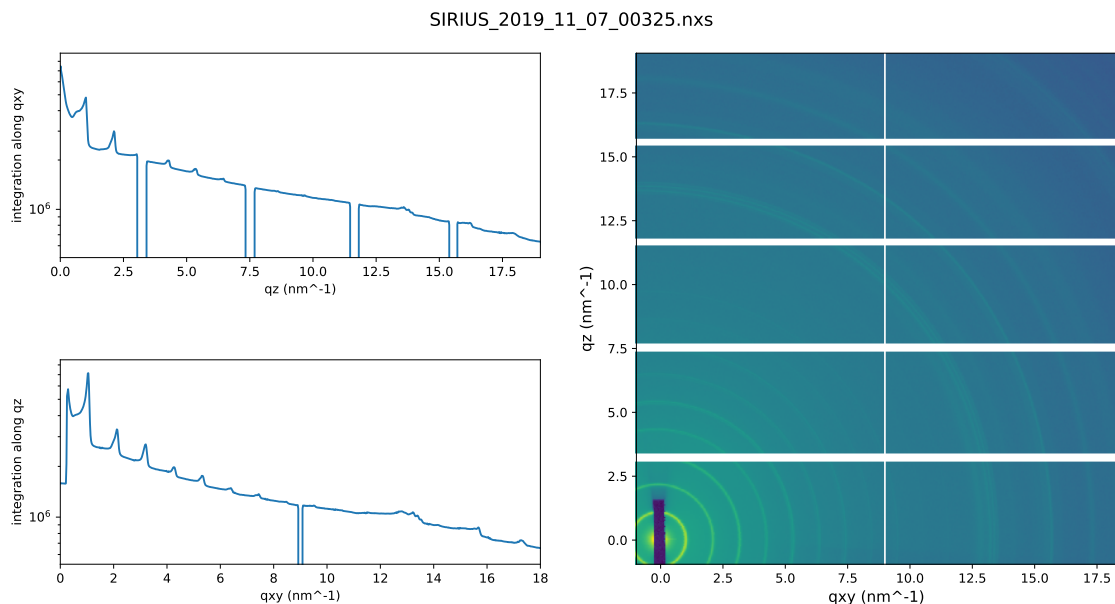 SIRIUS_2019_11_07_00325.nxs
integration along qxy
10^6
0.0 2.5 5.0 7.5 10.0 12.5 15.0 17.5
qz (nm^-1)
integration along qz
10^6
0 2 4 6 8 10 12 14 16 18
qxy (nm^-1)
qz (nm^-1)
17.5
15.0
12.5
10.0
7.5
5.0
2.5
0.0
0.0 2.5 5.0 7.5 10.0 12.5 15.0 17.5
qxy (nm^-1)